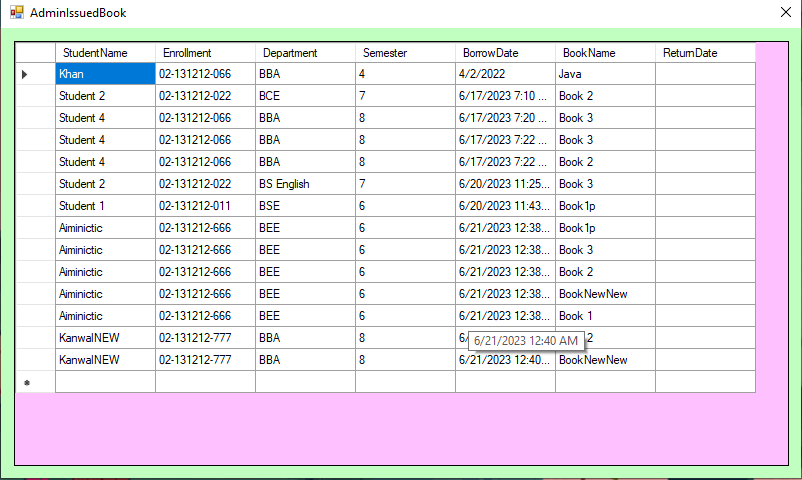 AdminIssuedBook
StudentName Enrollment Department Semester BorrowDate BookName ReturnDate
Khan 02-131212-066 BBA 4 4/2/2022 Java
Student 2 02-131212-022 BCE 7 6/17/2023 7:10 ... Book 2
Student 4 02-131212-066 BBA 8 6/17/2023 7:20 ... Book 3
Student 4 02-131212-066 BBA 8 6/17/2023 7:22 ... Book 3
Student 4 02-131212-066 BBA 8 6/17/2023 7:22 ... Book 2
Student 2 02-131212-022 BS English 7 6/20/2023 11:25... Book 3
Student 1 02-131212-011 BSE 6 6/20/2023 11:43... Book1p
Aiminictic 02-131212-666 BEE 6 6/21/2023 12:38... Book1p
Aiminictic 02-131212-666 BEE 6 6/21/2023 12:38... Book 3
Aiminictic 02-131212-666 BEE 6 6/21/2023 12:38... Book 2
Aiminictic 02-131212-666 BEE 6 6/21/2023 12:38... BookNewNew
Aiminictic 02-131212-666 BEE 6 6/21/2023 12:38... Book 1
KanwalNEW 02-131212-777 BBA 8 6/ 2
6/21/2023 12:40 AM
KanwalNEW 02-131212-777 BBA 8 6/21/2023 12:40... BookNewNew